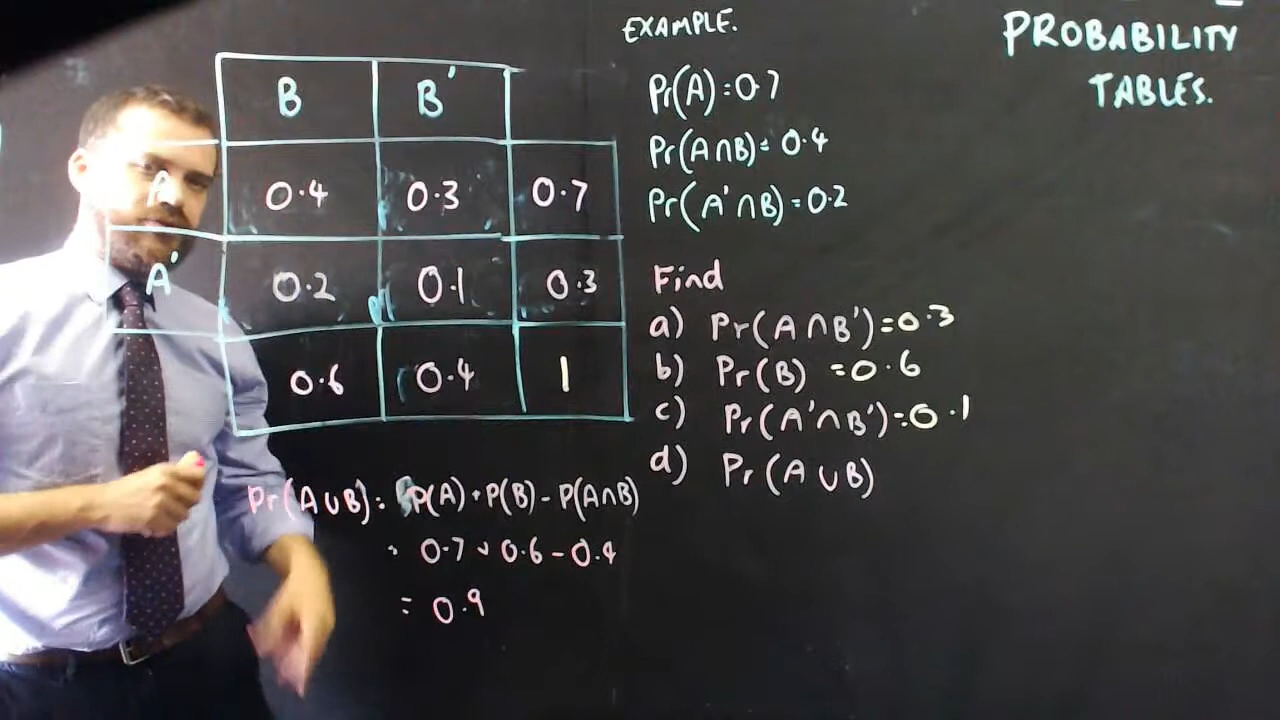 PROBABILITY
TABLES.
B B'
A 0.4 0.3 0.7
A' 0.2 0.1 0.3
0.6 0.4 1
EXAMPLE.
Pr(A)=0.7
Pr(A∩B)=0.4
Pr(A'∩B)=0.2
Find
a) Pr(A∩B')=0.3
b) Pr(B) =0.6
c) Pr(A'∩B')=0.1
d) Pr(A∪B)
Pr(A∪B)= P(A)+P(B)-P(A∩B)
= 0.7+0.6-0.4
= 0.9